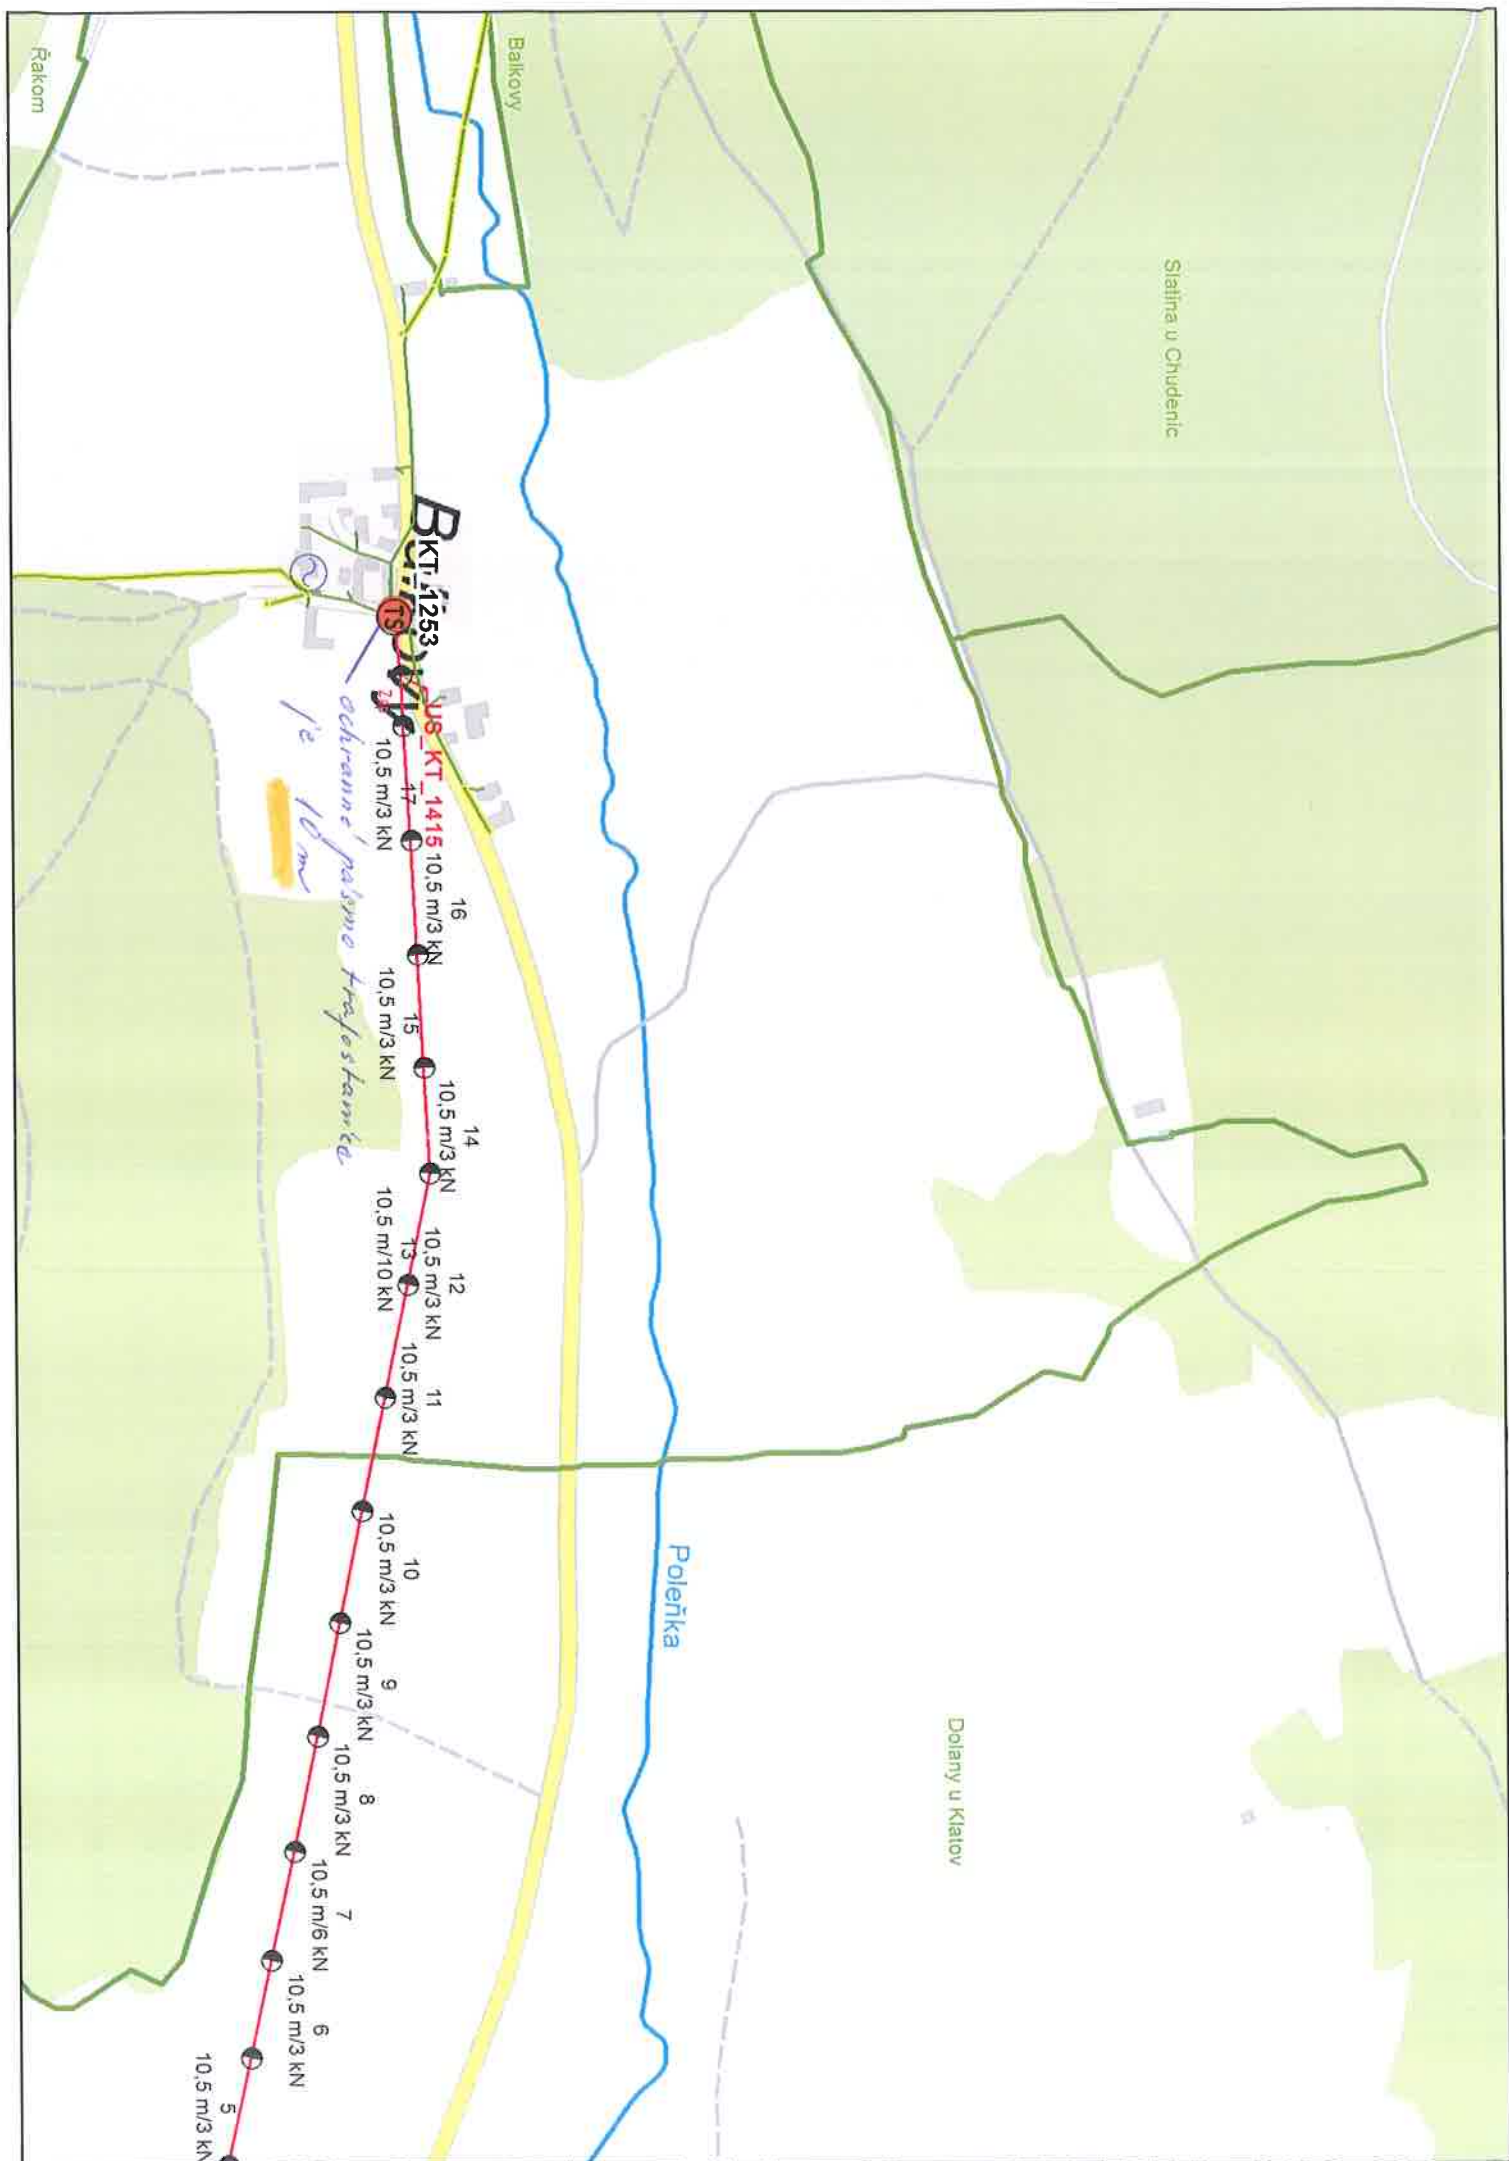 Řakom
Balkovy
Slatina u Chudenic
KT_1253
TS
US_KT_1415
17
10,5 m/3 kN
16
10,5 m/3 kN
15
10,5 m/3 kN
14
10,5 m/3 kN
13
10,5 m/10 kN
12
10,5 m/3 kN
11
10,5 m/3 kN
10
10,5 m/3 kN
9
10,5 m/3 kN
8
10,5 m/3 kN
7
10,5 m/6 kN
6
10,5 m/3 kN
5
10,5 m/3 kN
Poleňka
Dolany u Klatov
ochranné pásmo trafostanice
je 10 m